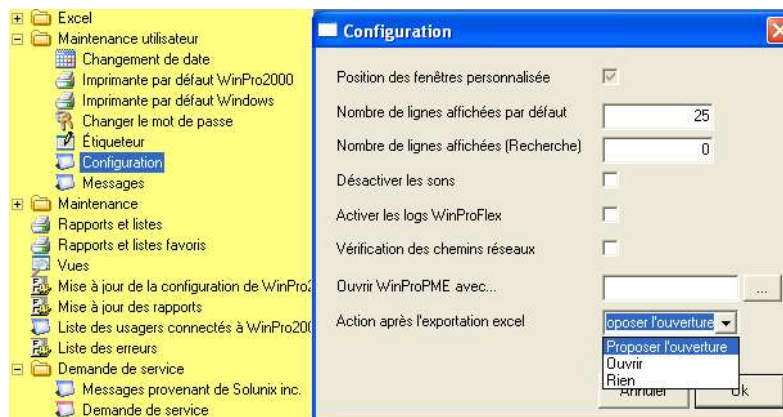 Excel
Maintenance utilisateur
Changement de date
Imprimante par défaut WinPro2000
Imprimante par défaut Windows
Changer le mot de passe
Étiqueteur
Configuration
Messages
Maintenance
Rapports et listes
Rapports et listes favoris
Vues
Mise à jour de la configuration de WinPro2
Mise à jour des rapports
Liste des usagers connectés à WinPro200
Liste des erreurs
Demande de service
Messages provenant de Solunix inc.
Demande de service
Configuration
Position des fenêtres personnalisée
Nombre de lignes affichées par défaut 25
Nombre de lignes affichées (Recherche) 0
Désactiver les sons
Activer les logs WinProFlex
Vérification des chemins réseaux
Ouvrir WinProPME avec... ...
Action après l'exportation excel oposer l'ouverture
Proposer l'ouverture
Ouvrir
Rien
Annuler Ok